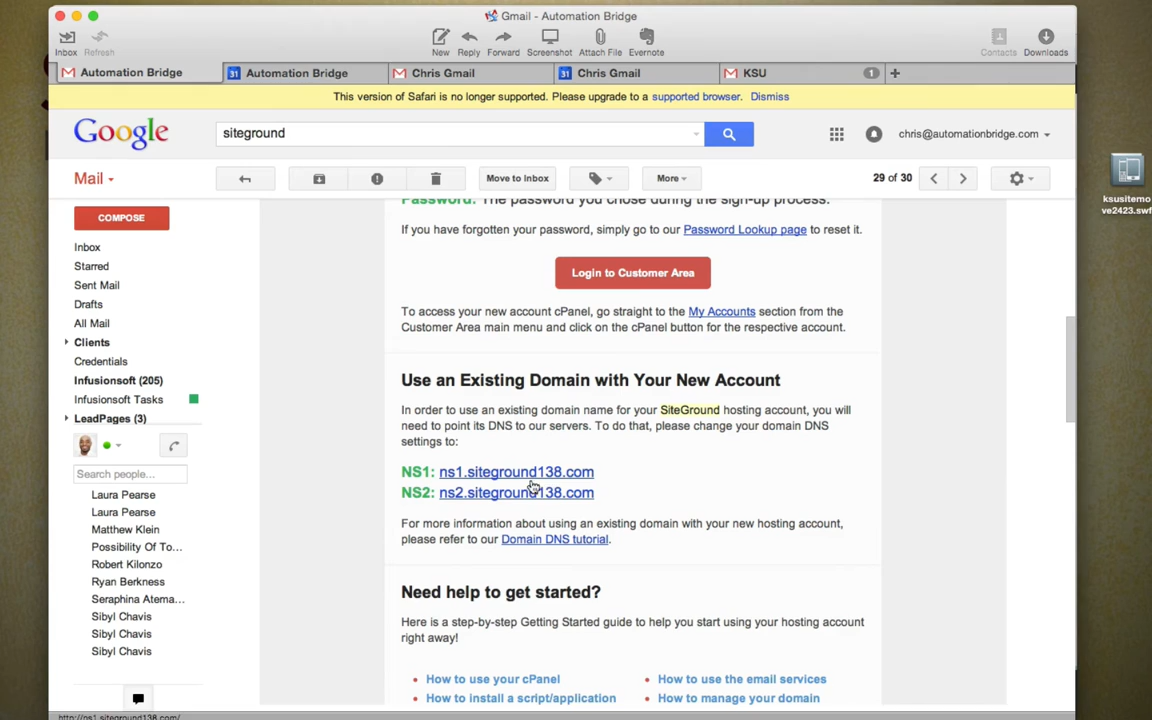 Gmail - Automation Bridge
Inbox Refresh New Reply Forward Screenshot Attach File Evernote Contacts Downloads
Automation Bridge Automation Bridge Chris Gmail Chris Gmail KSU 1 +
This version of Safari is no longer supported. Please upgrade to a supported browser. Dismiss
Google siteground chris@automationbridge.com
Mail Move to Inbox More 29 of 30
COMPOSE
Inbox
Starred
Sent Mail
Drafts
All Mail
Clients
Credentials
Infusionsoft (205)
Infusionsoft Tasks
LeadPages (3)
Search people...
Laura Pearse
Laura Pearse
Matthew Klein
Possibility Of To...
Robert Kilonzo
Ryan Berkness
Seraphina Atema...
Sibyl Chavis
Sibyl Chavis
Sibyl Chavis
Password: The password you chose during the sign-up process.
If you have forgotten your password, simply go to our Password Lookup page to reset it.
Login to Customer Area
To access your new account cPanel, go straight to the My Accounts section from the
Customer Area main menu and click on the cPanel button for the respective account.
Use an Existing Domain with Your New Account
In order to use an existing domain name for your SiteGround hosting account, you will
need to point its DNS to our servers. To do that, please change your domain DNS
settings to:
NS1: ns1.siteground138.com
NS2: ns2.siteground138.com
For more information about using an existing domain with your new hosting account,
please refer to our Domain DNS tutorial.
Need help to get started?
Here is a step-by-step Getting Started guide to help you start using your hosting account
right away!
• How to use your cPanel
• How to use the email services
• How to install a script/application
• How to manage your domain
http://ns1.siteground138.com/
ksusitemo
ve2423.swf